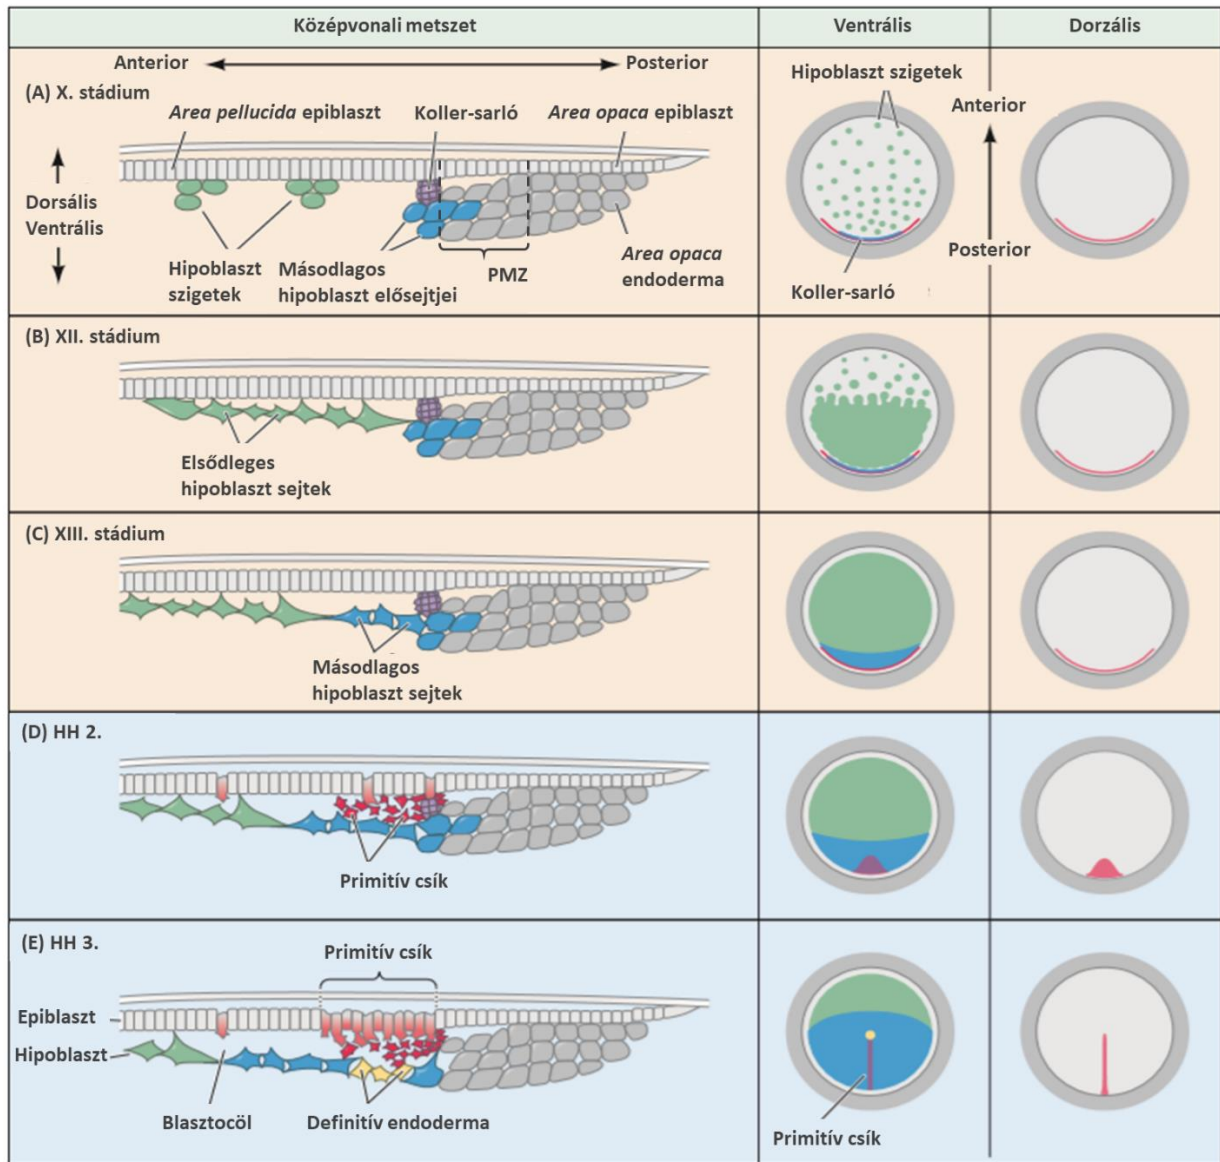 Középvonali metszet
Ventrális
Dorzális
Anterior
Posterior
(A) X. stádium
Area pellucida epiblaszt
Koller-sarló
Area opaca epiblaszt
Dorsális
Ventrális
Hipoblaszt
szigetek
Másodlagos
hipoblaszt elősejtjei
PMZ
Area opaca
endoderma
Hipoblaszt szigetek
Anterior
Posterior
Koller-sarló
(B) XII. stádium
Elsődleges
hipoblaszt sejtek
(C) XIII. stádium
Másodlagos
hipoblaszt sejtek
(D) HH 2.
Primitív csík
(E) HH 3.
Primitív csík
Epiblaszt
Hipoblaszt
Blasztocöl
Definitív endoderma
Primitív csík